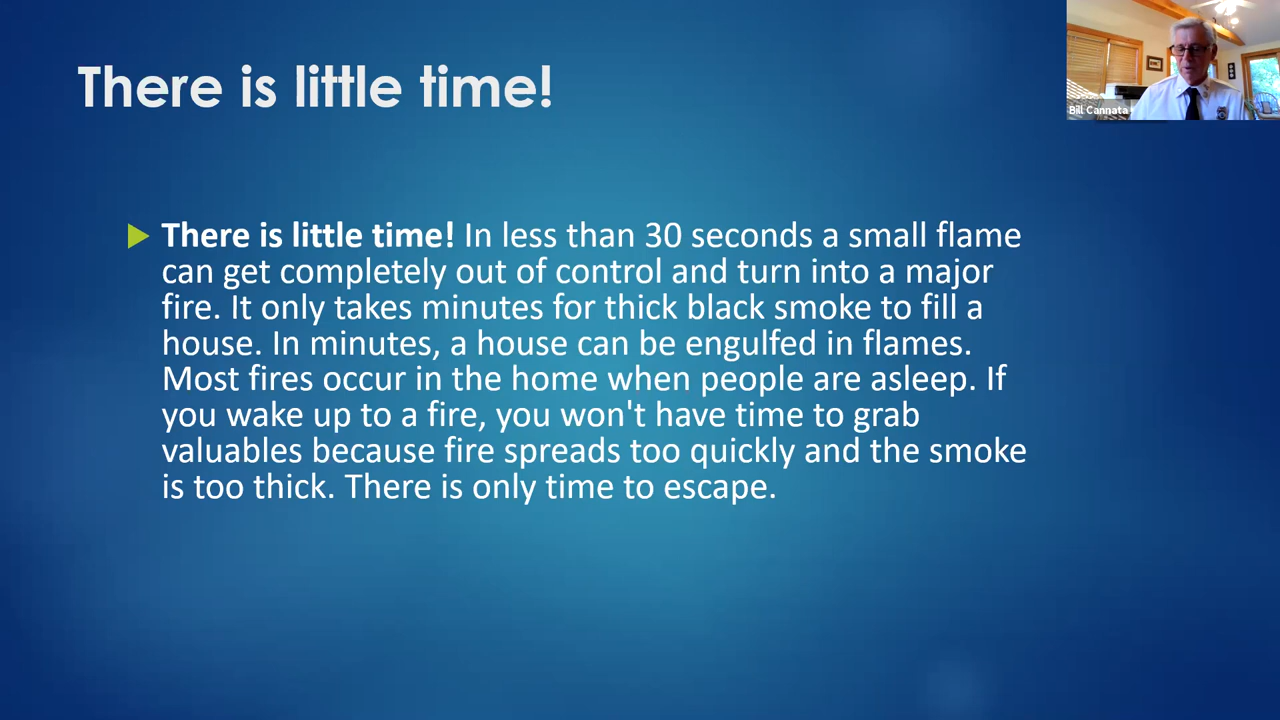 There is little time!
Bill Cannata
There is little time! In less than 30 seconds a small flame
can get completely out of control and turn into a major
fire. It only takes minutes for thick black smoke to fill a
house. In minutes, a house can be engulfed in flames.
Most fires occur in the home when people are asleep. If
you wake up to a fire, you won't have time to grab
valuables because fire spreads too quickly and the smoke
is too thick. There is only time to escape.